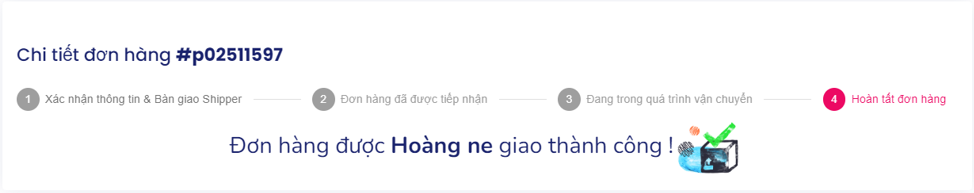 Chi tiết đơn hàng #p02511597
1 Xác nhận thống tin & Bàn giao Shipper 2 Đơn hàng đã được tiếp nhận 3 Đang trong quá trình vận chuyển 4 Hoàn tất đơn hàng
Đơn hàng được Hoàng ne giao thành công !